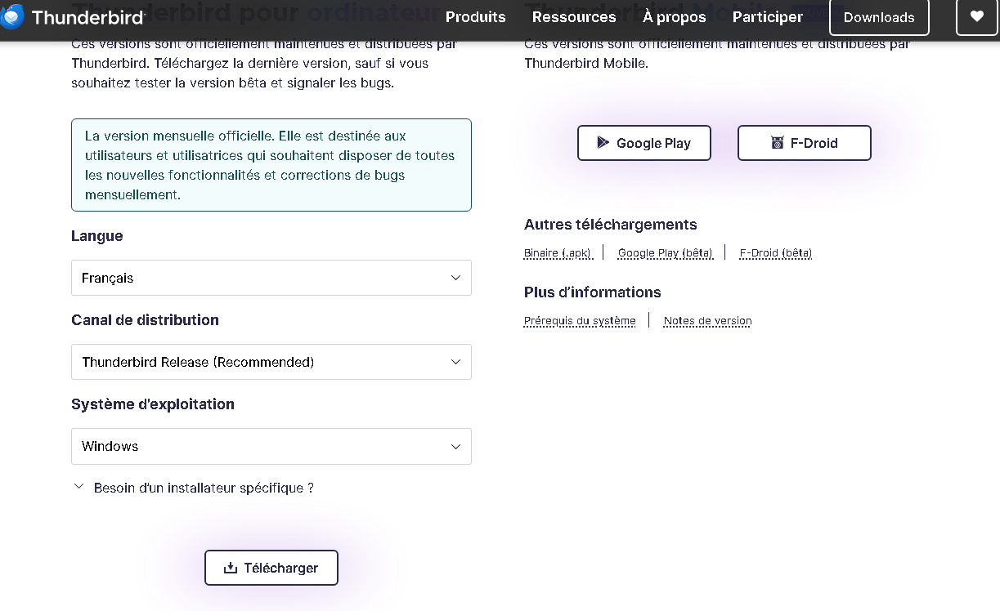 Thunderbird
Produits
Ressources
À propos
Participer
Downloads
Thunderbird pour ordinateur
Ces versions sont officiellement maintenues et distribuées par
Thunderbird. Téléchargez la dernière version, sauf si vous
souhaitez tester la version bêta et signaler les bugs.
La version mensuelle officielle. Elle est destinée aux
utilisateurs et utilisatrices qui souhaitent disposer de toutes
les nouvelles fonctionnalités et corrections de bugs
mensuellement.
Langue
Français
Canal de distribution
Thunderbird Release (Recommended)
Système d'exploitation
Windows
Besoin d’un installateur spécifique ?
Télécharger
Thunderbird Mobile
Ces versions sont officiellement maintenues et distribuées par
Thunderbird Mobile.
Google Play
F-Droid
Autres téléchargements
Binaire (.apk)
Google Play (bêta)
F-Droid (bêta)
Plus d’informations
Prérequis du système
Notes de version